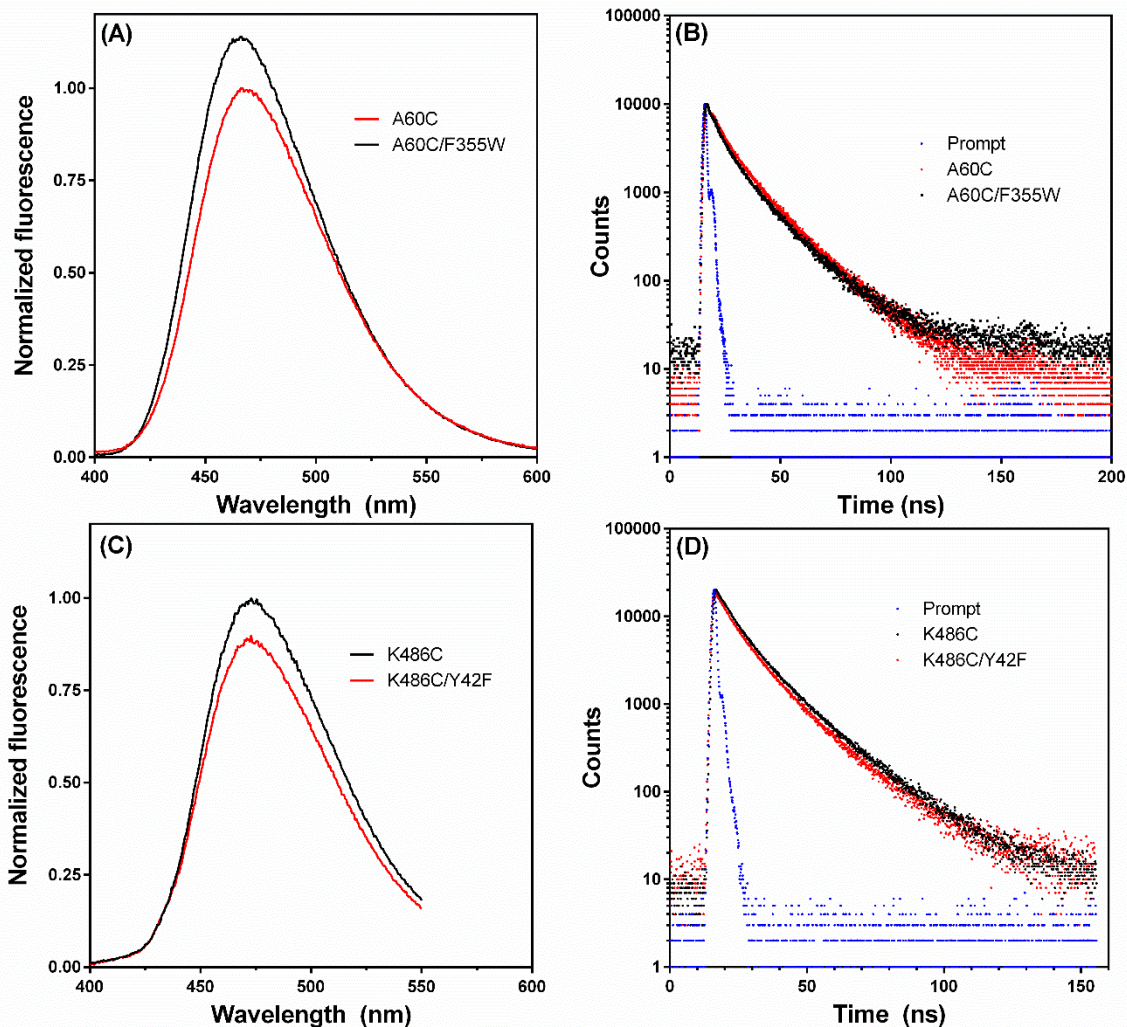 (A)
Normalized fluorescence
1.00
0.75
0.50
0.25
0.00
400 450 500 550 600
Wavelength (nm)
A60C
A60C/F355W
(B)
Counts
100000
10000
1000
100
10
1
0 50 100 150 200
Time (ns)
Prompt
A60C
A60C/F355W
(C)
Normalized fluorescence
1.00
0.75
0.50
0.25
0.00
400 450 500 550 600
Wavelength (nm)
K486C
K486C/Y42F
(D)
Counts
100000
10000
1000
100
10
1
0 50 100 150
Time (ns)
Prompt
K486C
K486C/Y42F